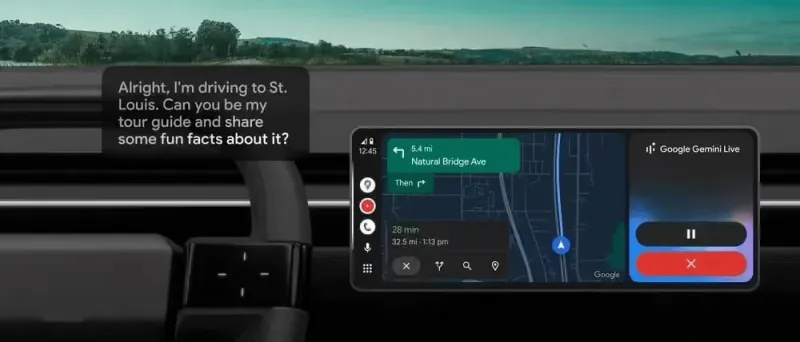 Alright, I'm driving to St.
Louis. Can you be my
tour guide and share
some fun facts about it?
12:45
5.4 mi
Natural Bridge Ave
Then
28 min
32.5 mi · 1:13 pm
Google
Google Gemini Live